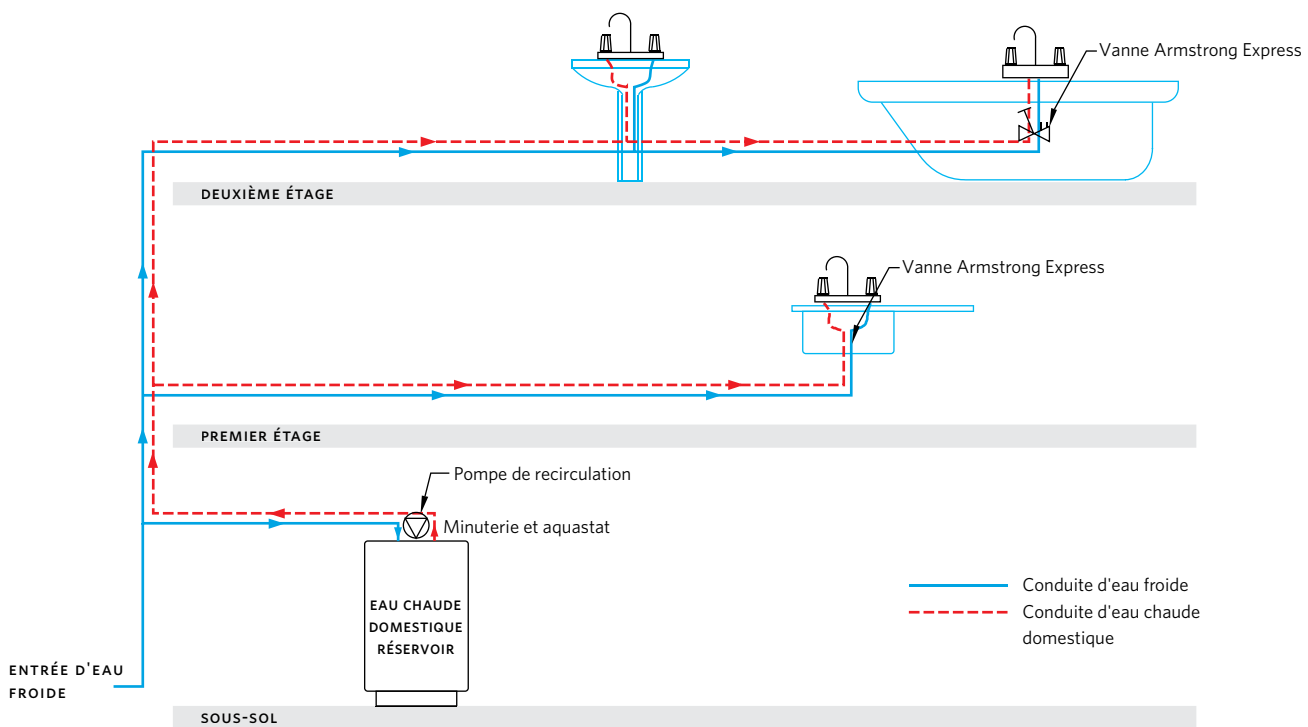 Vanne Armstrong Express
DEUXIÈME ÉTAGE
Vanne Armstrong Express
PREMIER ÉTAGE
Pompe de recirculation
Minuterie et aquastat
EAU CHAUDE
DOMESTIQUE
RÉSERVOIR
Conduite d'eau froide
Conduite d'eau chaude
domestique
ENTRÉE D'EAU
FROIDE
SOUS-SOL